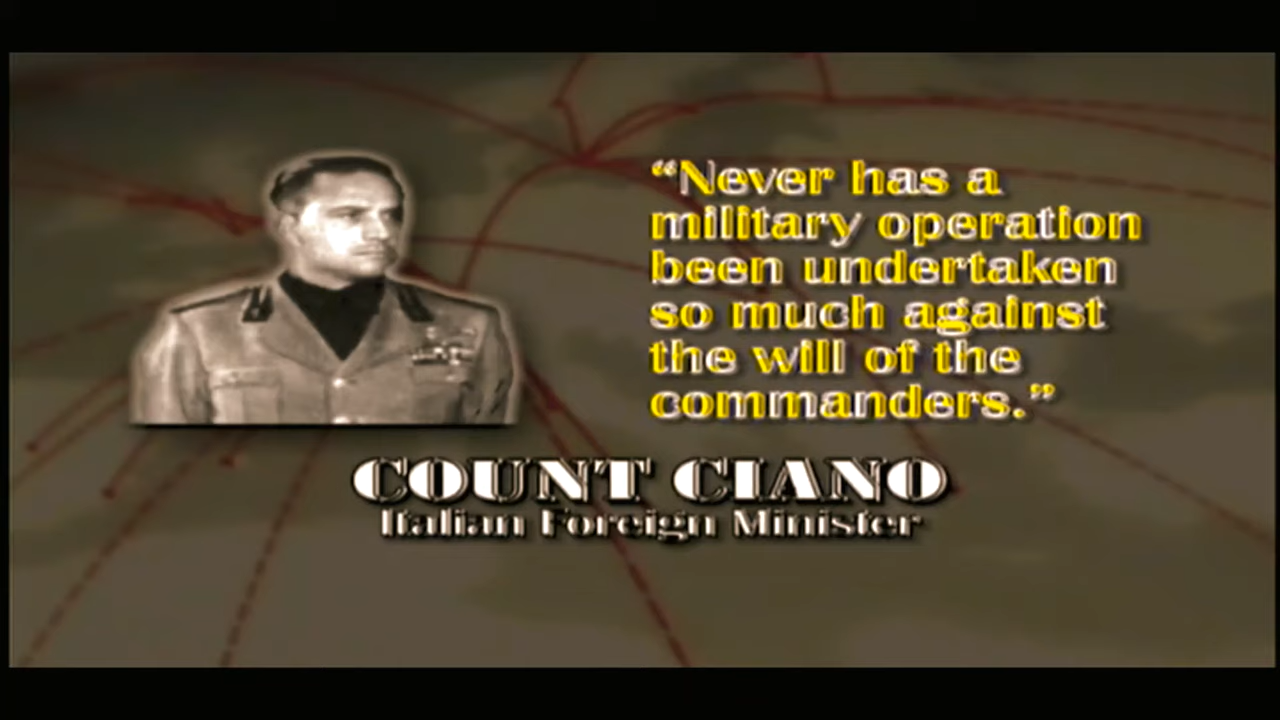 “Never has a
military operation
been undertaken
so much against
the will of the
commanders.”
COUNT CIANO
Italian Foreign Minister